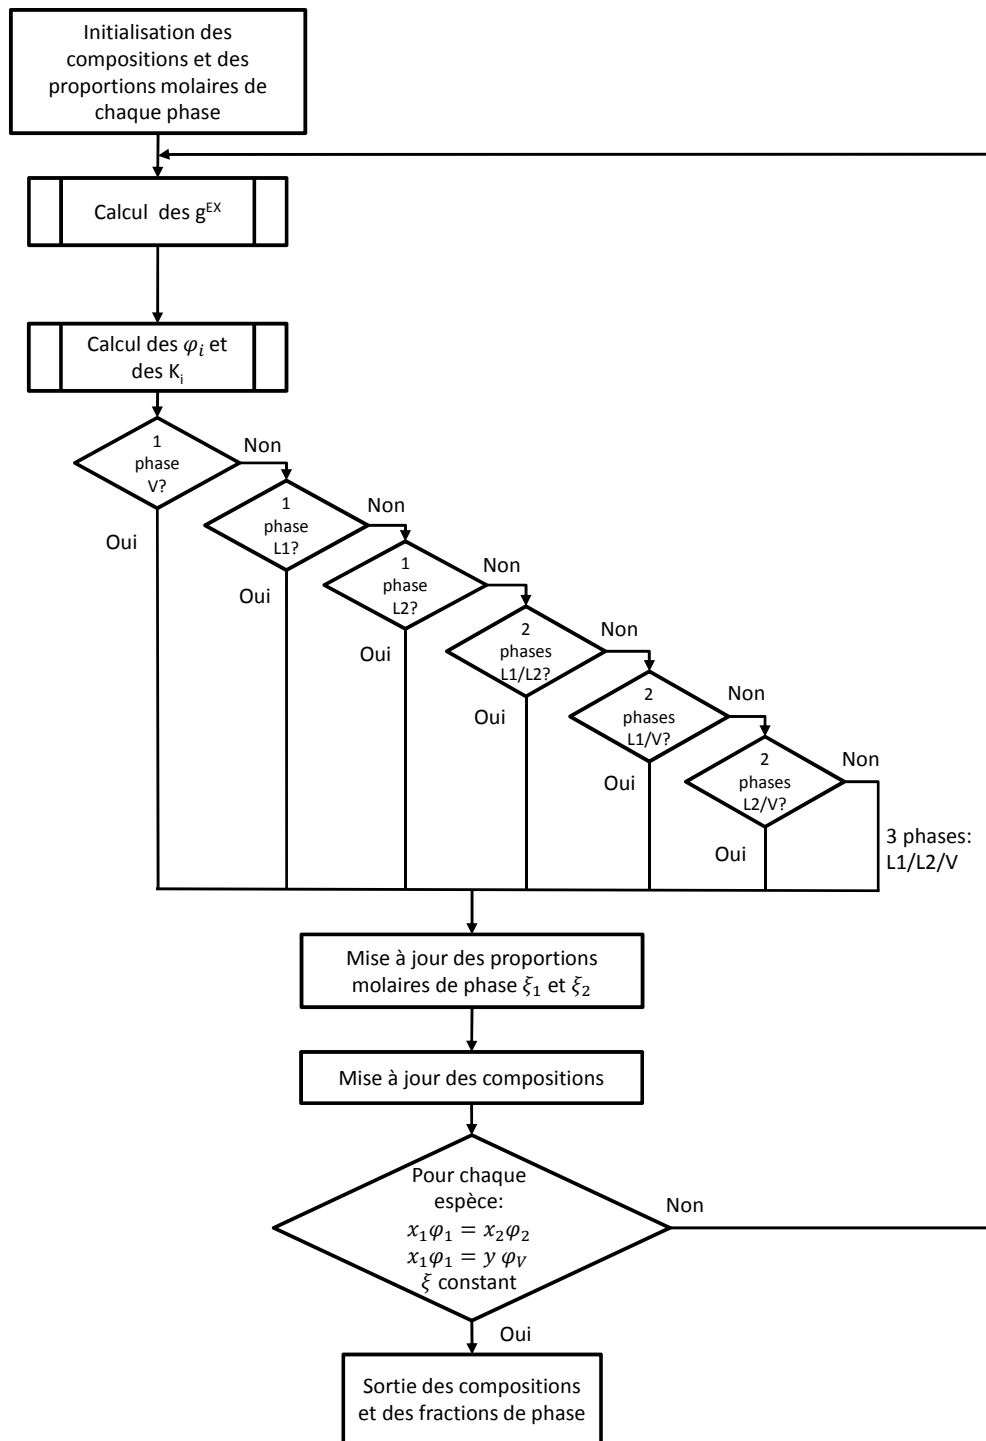 Initialisation des
compositions et des
proportions molaires de
chaque phase
Calcul des g^EX
Calcul des φ_i et
des K_i
1
phase
V?
Non
Oui
1
phase
L1?
Non
Oui
1
phase
L2?
Non
Oui
2
phases
L1/L2?
Non
Oui
2
phases
L1/V?
Non
Oui
2
phases
L2/V?
Non
Oui
3 phases:
L1/L2/V
Mise à jour des proportions
molaires de phase ξ_1 et ξ_2
Mise à jour des compositions
Pour chaque
espèce:
x_1φ_1 = x_2φ_2
x_1φ_1 = y φ_V
ξ constant
Non
Oui
Sortie des compositions
et des fractions de phase